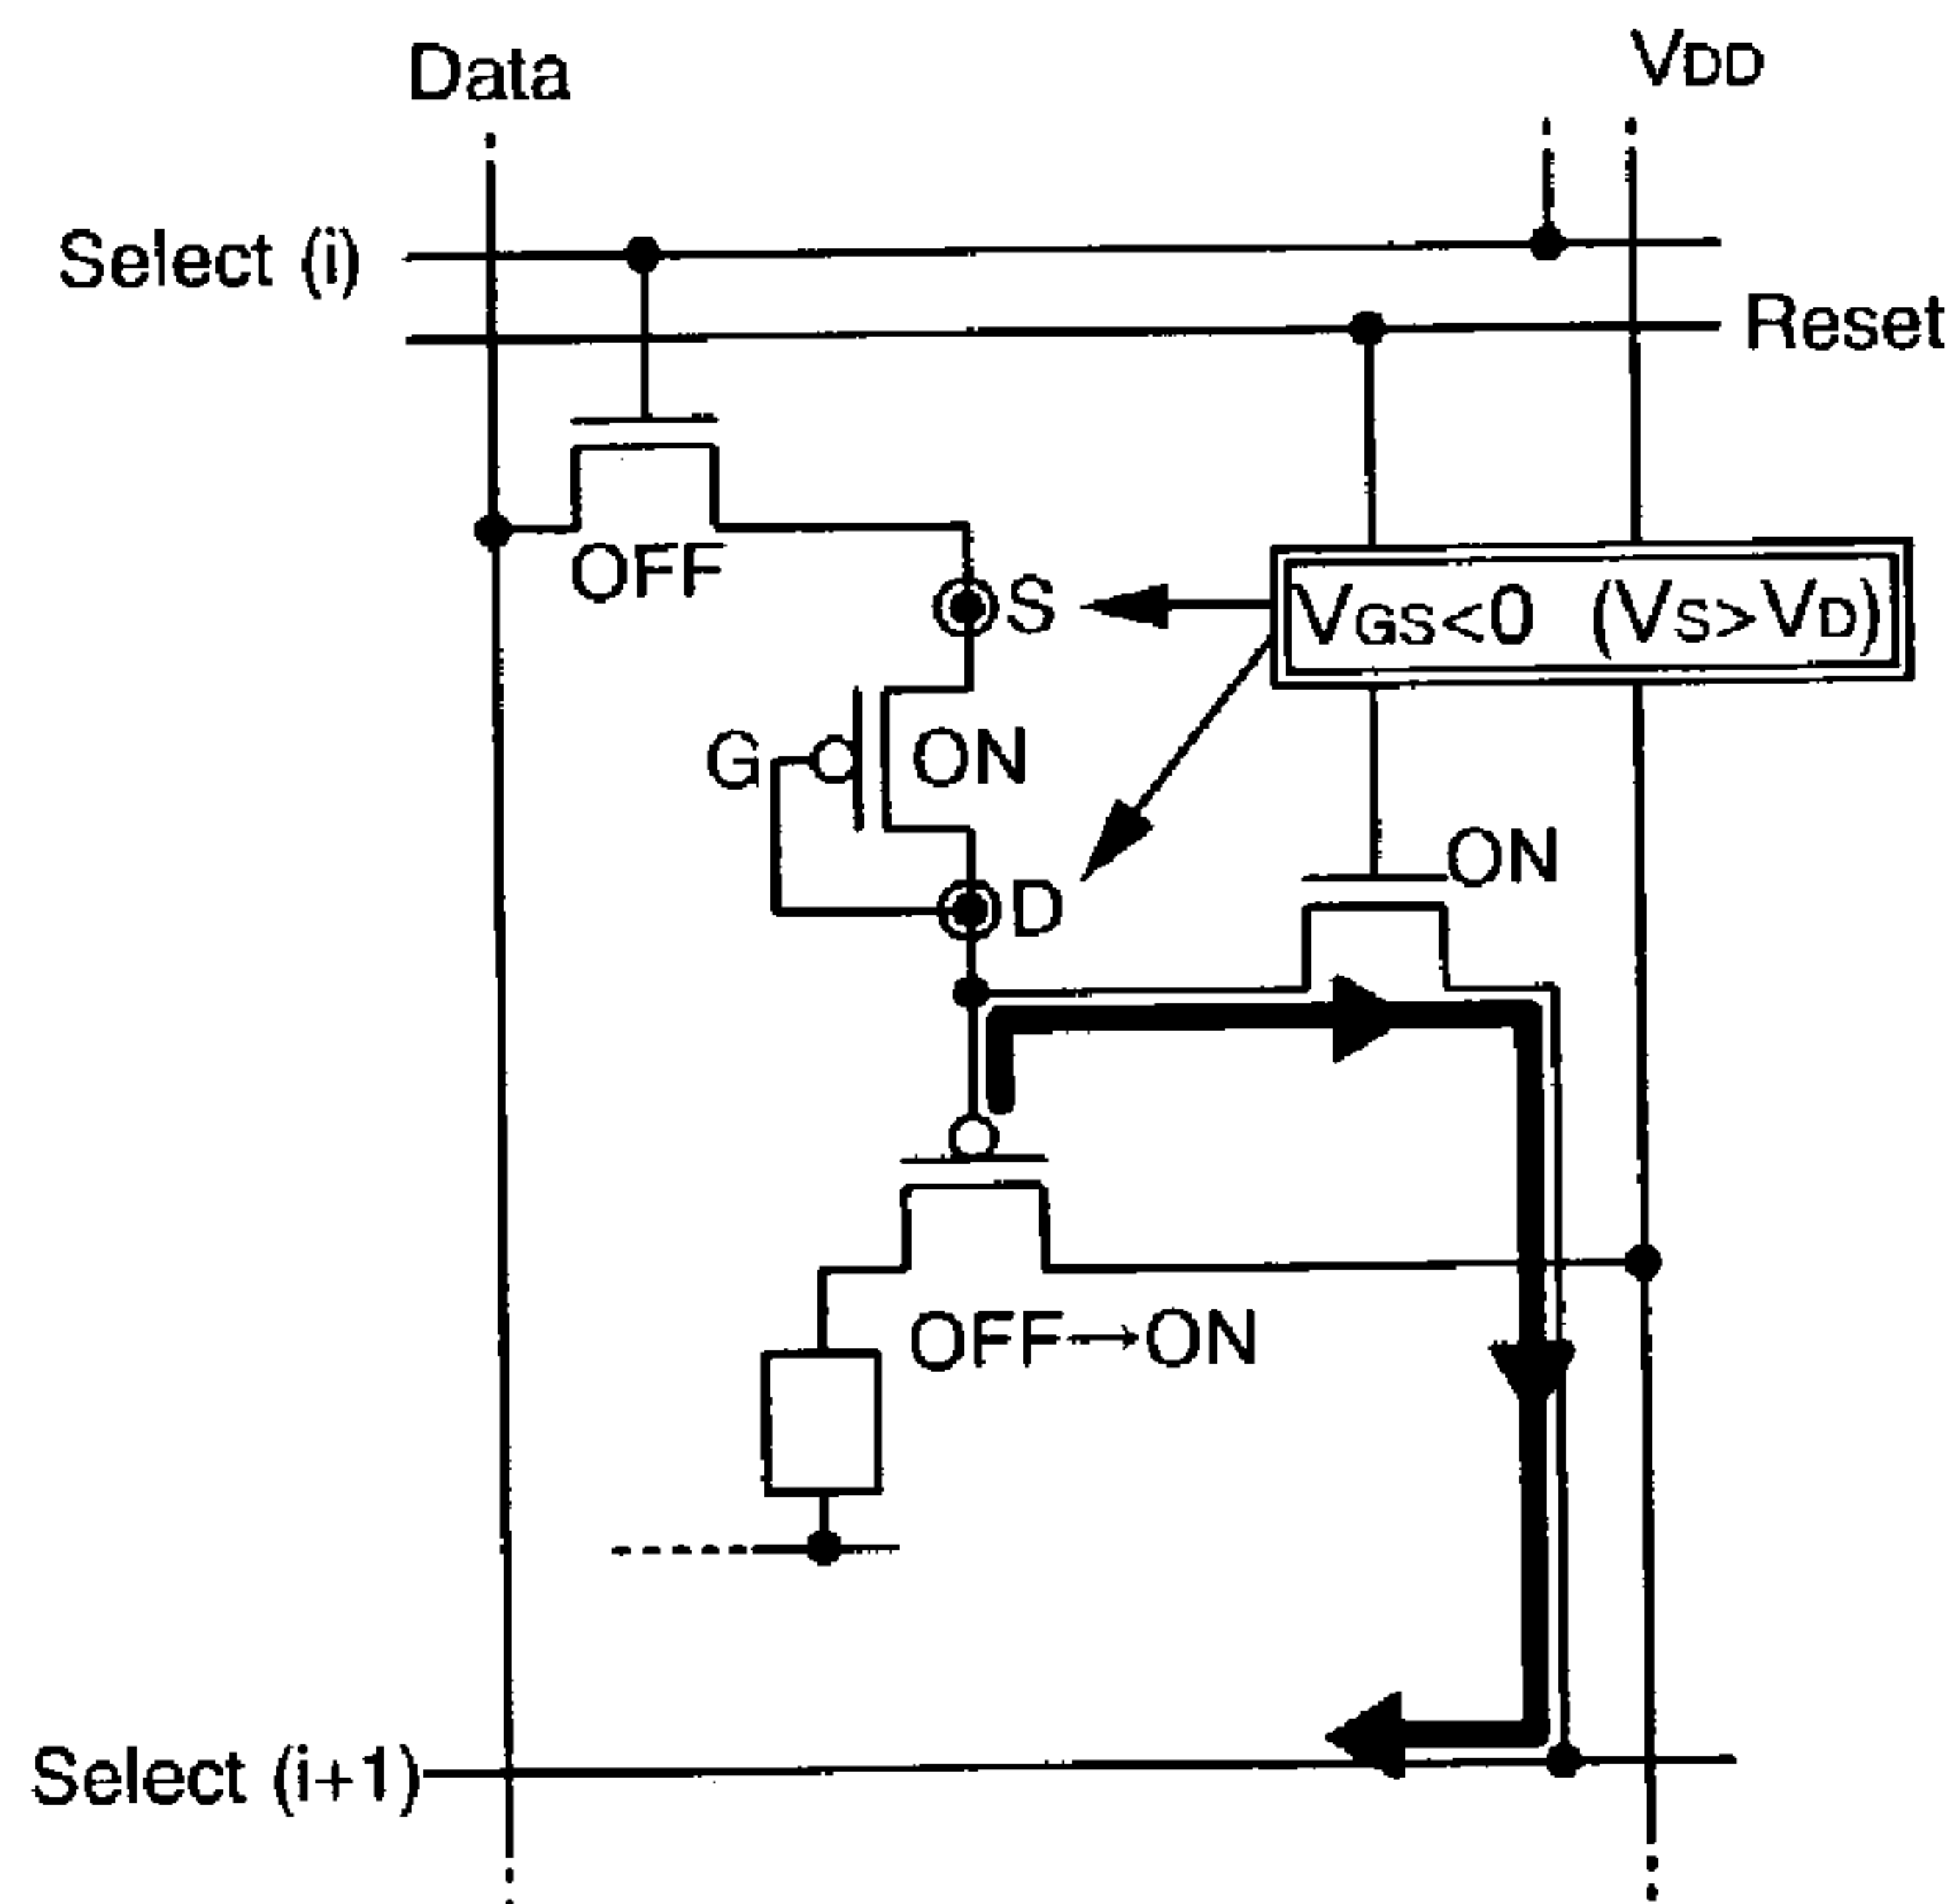 Data
VDD
Select (i)
Reset
OFF
S
VGS<0 (VS>VD)
G
ON
ON
D
OFF→ON
Select (i+1)